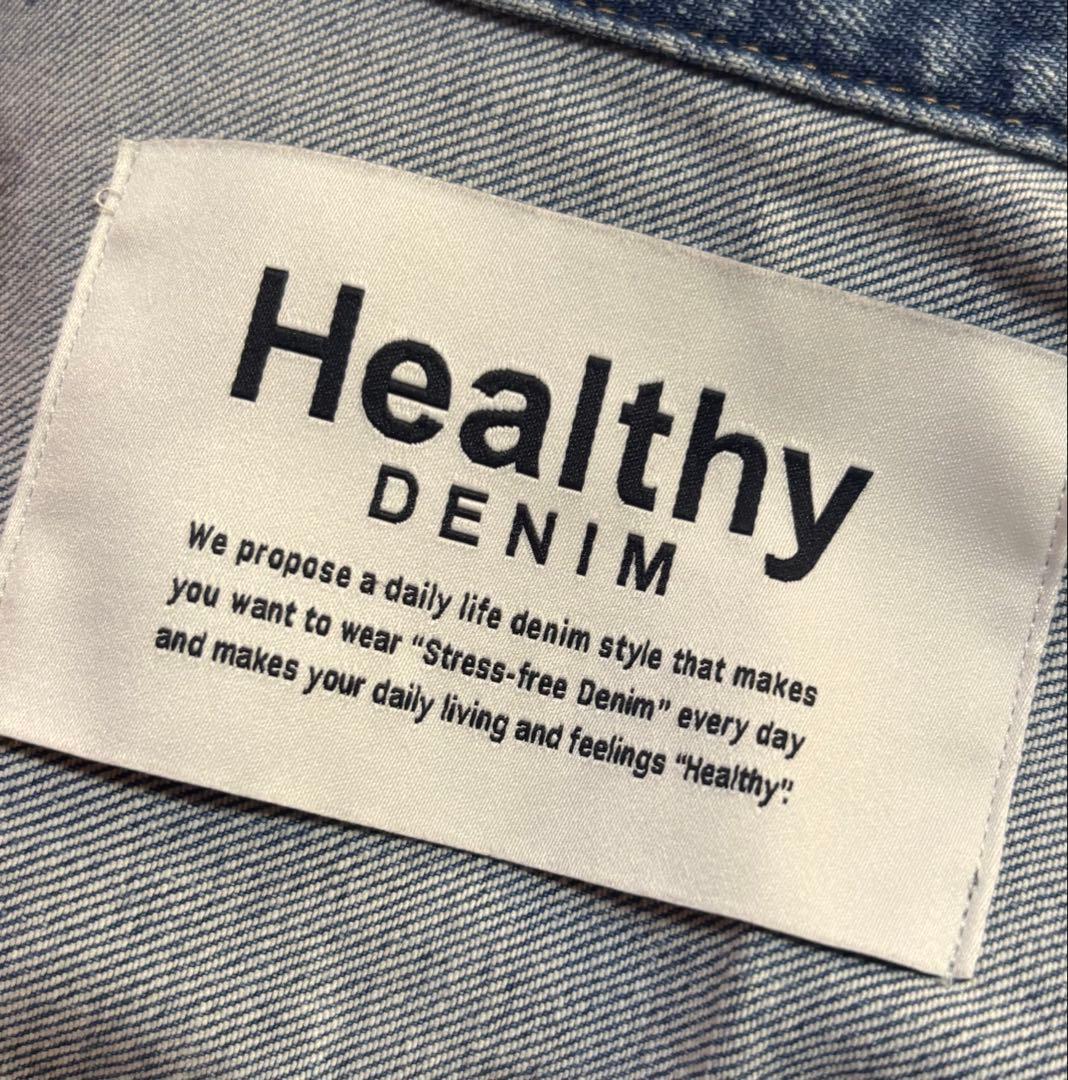 Healthy
DENIM
We propose a daily life denim style that makes
you want to wear “Stress-free Denim” every day
and makes your daily living and feelings “Healthy”.